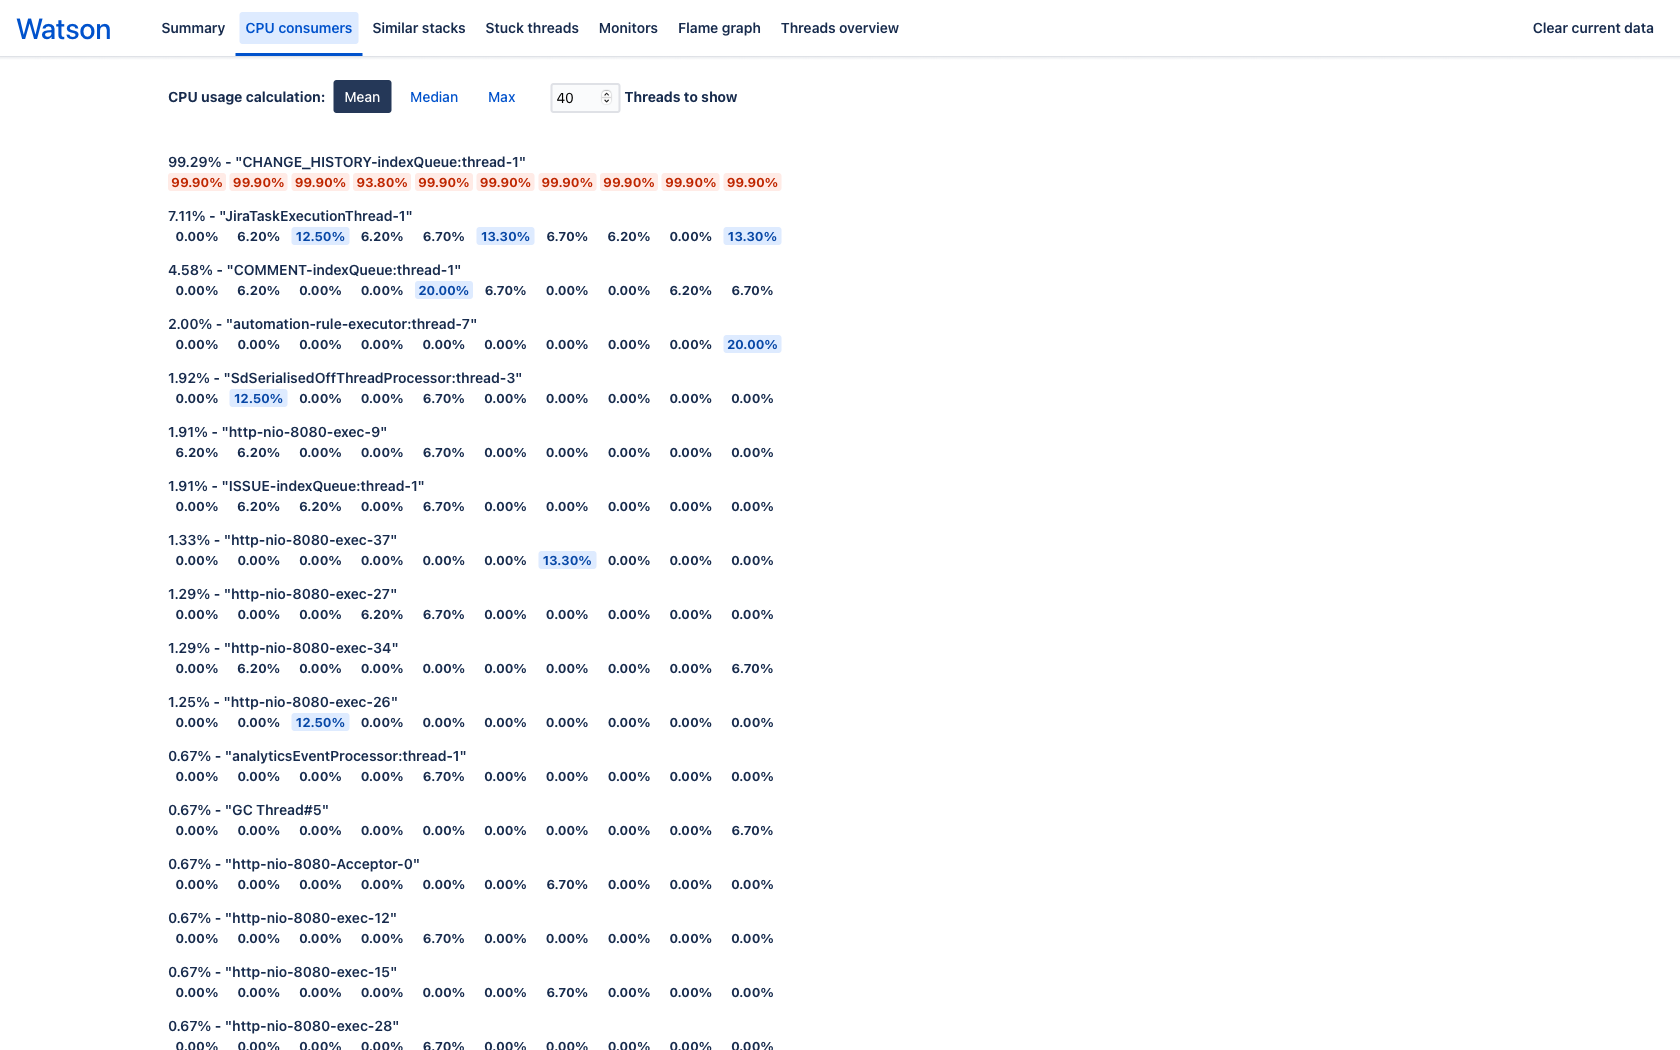 Watson Summary CPU consumers Similar stacks Stuck threads Monitors Flame graph Threads overview Clear current data
CPU usage calculation: Mean Median Max 40 Threads to show
99.29% - "CHANGE_HISTORY-indexQueue:thread-1"
99.90% 99.90% 99.90% 93.80% 99.90% 99.90% 99.90% 99.90% 99.90% 99.90%
7.11% - "JiraTaskExecutionThread-1"
0.00% 6.20% 12.50% 6.20% 6.70% 13.30% 6.70% 6.20% 0.00% 13.30%
4.58% - "COMMENT-indexQueue:thread-1"
0.00% 6.20% 0.00% 0.00% 20.00% 6.70% 0.00% 0.00% 6.20% 6.70%
2.00% - "automation-rule-executor:thread-7"
0.00% 0.00% 0.00% 0.00% 0.00% 0.00% 0.00% 0.00% 0.00% 20.00%
1.92% - "SdSerialisedOffThreadProcessor:thread-3"
0.00% 12.50% 0.00% 0.00% 6.70% 0.00% 0.00% 0.00% 0.00% 0.00%
1.91% - "http-nio-8080-exec-9"
6.20% 6.20% 0.00% 0.00% 6.70% 0.00% 0.00% 0.00% 0.00% 0.00%
1.91% - "ISSUE-indexQueue:thread-1"
0.00% 6.20% 6.20% 0.00% 6.70% 0.00% 0.00% 0.00% 0.00% 0.00%
1.33% - "http-nio-8080-exec-37"
0.00% 0.00% 0.00% 0.00% 0.00% 0.00% 13.30% 0.00% 0.00% 0.00%
1.29% - "http-nio-8080-exec-27"
0.00% 0.00% 0.00% 6.20% 6.70% 0.00% 0.00% 0.00% 0.00% 0.00%
1.29% - "http-nio-8080-exec-34"
0.00% 6.20% 0.00% 0.00% 0.00% 0.00% 0.00% 0.00% 0.00% 6.70%
1.25% - "http-nio-8080-exec-26"
0.00% 0.00% 12.50% 0.00% 0.00% 0.00% 0.00% 0.00% 0.00% 0.00%
0.67% - "analyticsEventProcessor:thread-1"
0.00% 0.00% 0.00% 0.00% 6.70% 0.00% 0.00% 0.00% 0.00% 0.00%
0.67% - "GC Thread#5"
0.00% 0.00% 0.00% 0.00% 0.00% 0.00% 0.00% 0.00% 0.00% 6.70%
0.67% - "http-nio-8080-Acceptor-0"
0.00% 0.00% 0.00% 0.00% 0.00% 0.00% 6.70% 0.00% 0.00% 0.00%
0.67% - "http-nio-8080-exec-12"
0.00% 0.00% 0.00% 0.00% 6.70% 0.00% 0.00% 0.00% 0.00% 0.00%
0.67% - "http-nio-8080-exec-15"
0.00% 0.00% 0.00% 0.00% 0.00% 0.00% 6.70% 0.00% 0.00% 0.00%
0.67% - "http-nio-8080-exec-28"
0.00% 0.00% 0.00% 0.00% 6.70% 0.00% 0.00% 0.00% 0.00% 0.00%